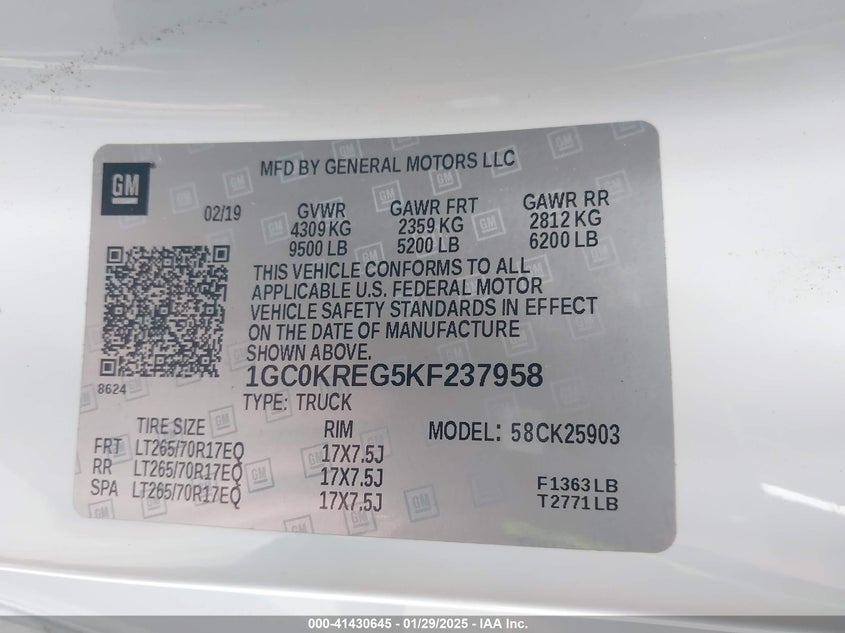 GM
MFD BY GENERAL MOTORS LLC
02/19
GVWR GAWR FRT GAWR RR
4309 KG 2359 KG 2812 KG
9500 LB 5200 LB 6200 LB
THIS VEHICLE CONFORMS TO ALL
APPLICABLE U.S. FEDERAL MOTOR
VEHICLE SAFETY STANDARDS IN EFFECT
ON THE DATE OF MANUFACTURE
SHOWN ABOVE.
8624
1GC0KREG5KF237958
TYPE: TRUCK
TIRE SIZE RIM MODEL: 58CK25903
FRT LT265/70R17EQ 17X7.5J
RR LT265/70R17EQ 17X7.5J F1363LB
SPA LT265/70R17EQ 17X7.5J T2771LB
000-41430645 - 01/29/2025 - IAA Inc.